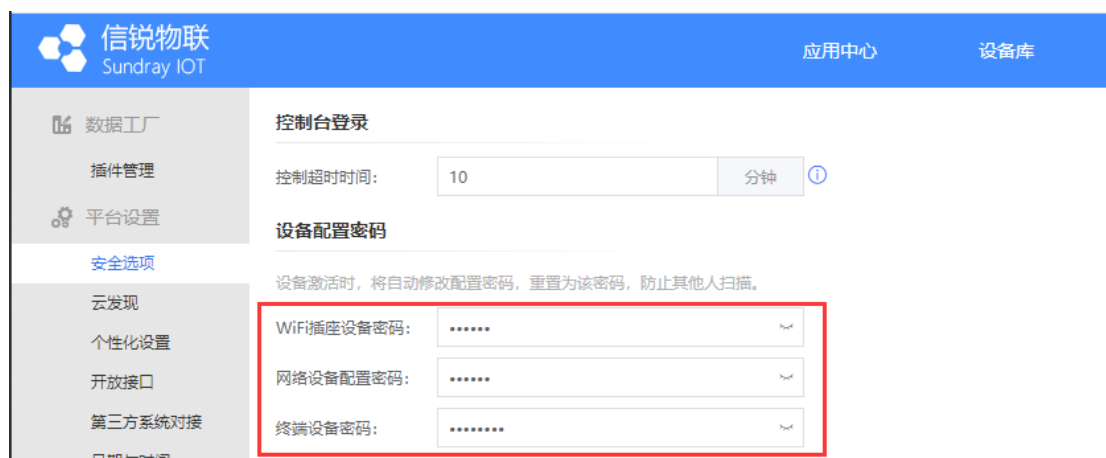 信锐物联
Sundray IOT
应用中心
设备库
数据工厂
插件管理
平台设置
安全选项
云发现
个性化设置
开放接口
第三方系统对接
控制台登录
控制超时时间：
10
分钟
设备配置密码
设备激活时，将自动修改配置密码，重置为该密码，防止其他人扫描。
WiFi插座设备密码：
••••••
网络设备配置密码：
••••••
终端设备密码：
••••••••